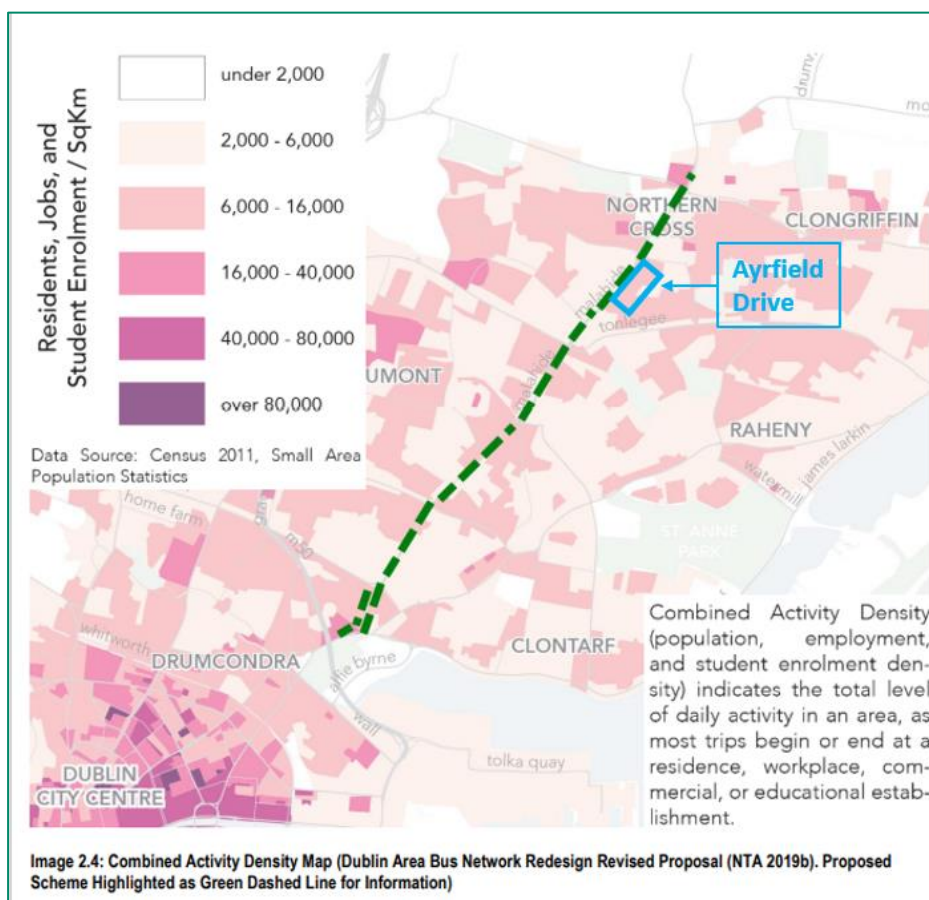 Residents, Jobs, and
Student Enrolment / SqKm
under 2,000
2,000 - 6,000
6,000 - 16,000
16,000 - 40,000
40,000 - 80,000
over 80,000
Data Source: Census 2011, Small Area
Population Statistics
NORTHERN
CROSS
CLONGRIFFIN
Ayrfield
Drive
malahide
tonlegee
malahide
UMONT
RAHENY
james larkin
watermill
home farm
m50
ST. ANNE
PARK
whitworth
DRUMCONDRA
CLONTARF
alfie byrne
wall
tolka quay
DUBLIN
CITY CENTRE
Combined Activity Density
(population, employment,
and student enrolment den-
sity) indicates the total level
of daily activity in an area, as
most trips begin or end at a
residence, workplace, com-
mercial, or educational estab-
lishment.
Image 2.4: Combined Activity Density Map (Dublin Area Bus Network Redesign Revised Proposal (NTA 2019b). Proposed
Scheme Highlighted as Green Dashed Line for Information)